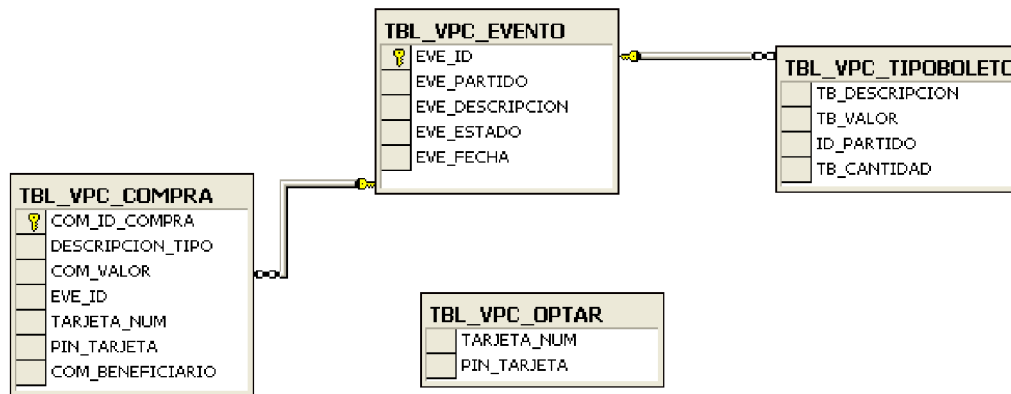 TBL_VPC_EVENTO
EVE_ID
EVE_PARTIDO
EVE_DESCRIPCION
EVE_ESTADO
EVE_FECHA
TBL_VPC_TIPOBOLETO
TB_DESCRIPCION
TB_VALOR
ID_PARTIDO
TB_CANTIDAD
TBL_VPC_COMPRA
COM_ID_COMPRA
DESCRIPCION_TIPO
COM_VALOR
EVE_ID
TARJETA_NUM
PIN_TARJETA
COM_BENEFICIARIO
TBL_VPC_OPTAR
TARJETA_NUM
PIN_TARJETA